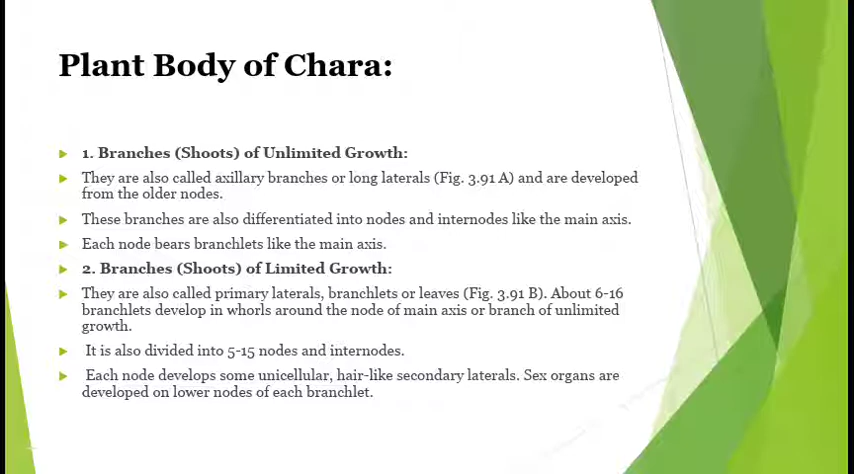 Plant Body of Chara:
1. Branches (Shoots) of Unlimited Growth:
They are also called axillary branches or long laterals (Fig. 3.91 A) and are developed
from the older nodes.
These branches are also differentiated into nodes and internodes like the main axis.
Each node bears branchlets like the main axis.
2. Branches (Shoots) of Limited Growth:
They are also called primary laterals, branchlets or leaves (Fig. 3.91 B). About 6-16
branchlets develop in whorls around the node of main axis or branch of unlimited
growth.
It is also divided into 5-15 nodes and internodes.
Each node develops some unicellular, hair-like secondary laterals. Sex organs are
developed on lower nodes of each branchlet.